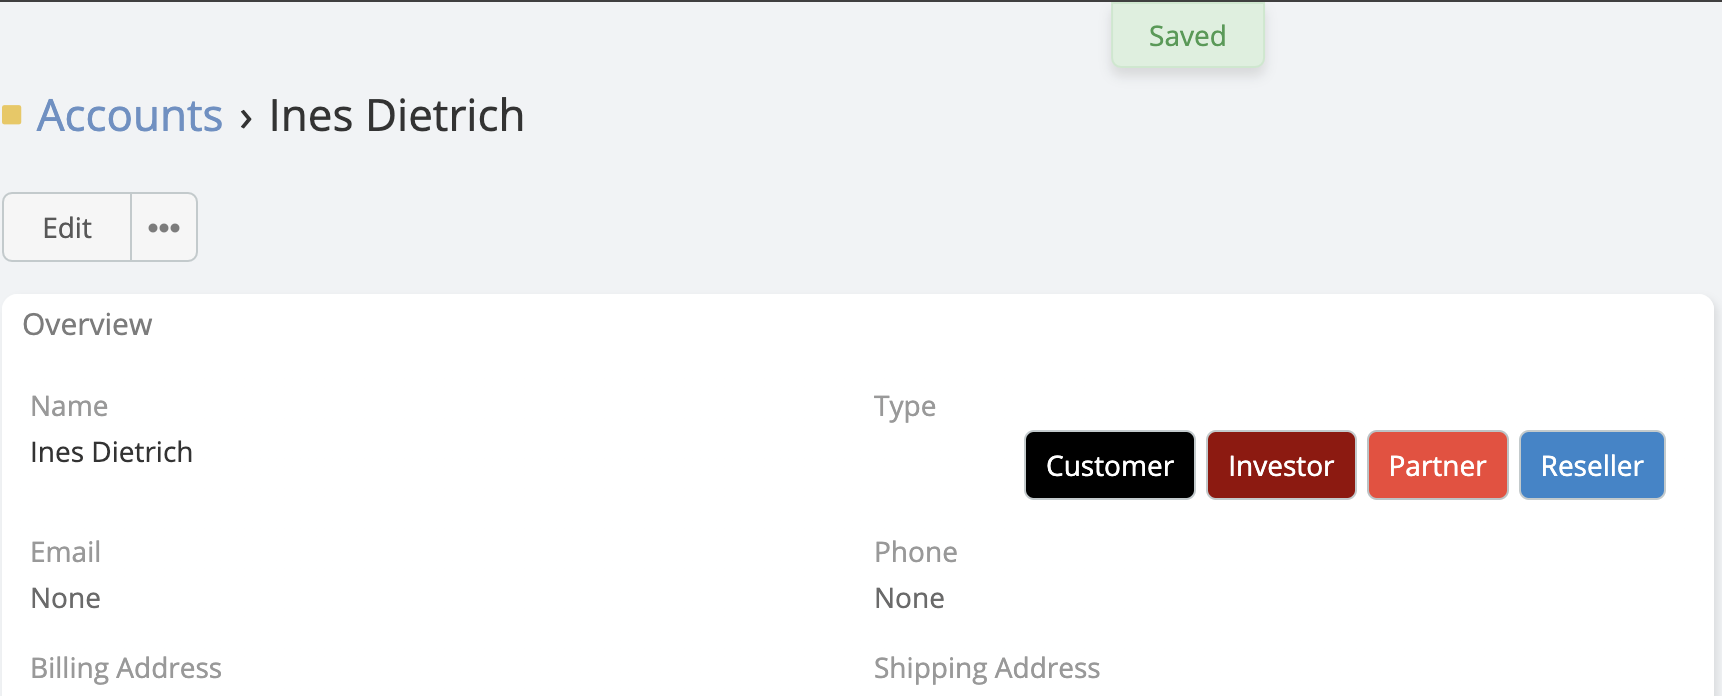 Saved
Accounts › Ines Dietrich
Edit •••
Overview
Name
Ines Dietrich
Type
Customer Investor Partner Reseller
Email
None
Phone
None
Billing Address
Shipping Address